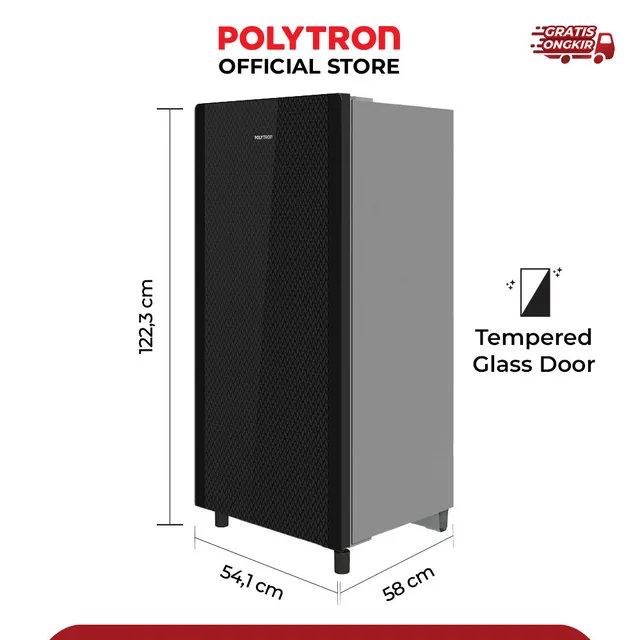 POLYTRON
OFFICIAL STORE
GRATIS
ONGKIR
POLYTRON
122,3 cm
Tempered
Glass Door
54,1 cm
58 cm